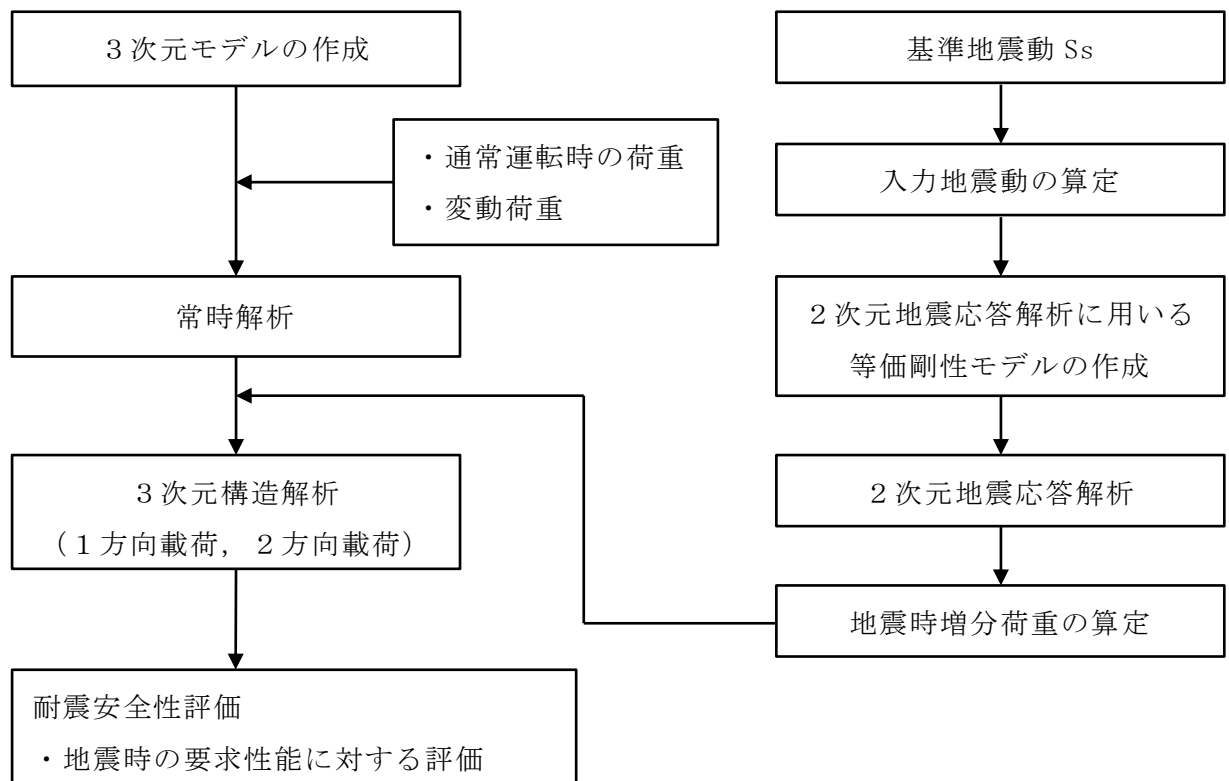 ３次元モデルの作成
・通常運転時の荷重
・変動荷重
常時解析
３次元構造解析
（１方向載荷，２方向載荷）
耐震安全性評価
・地震時の要求性能に対する評価
基準地震動 Ss
入力地震動の算定
２次元地震応答解析に用いる
等価剛性モデルの作成
２次元地震応答解析
地震時増分荷重の算定